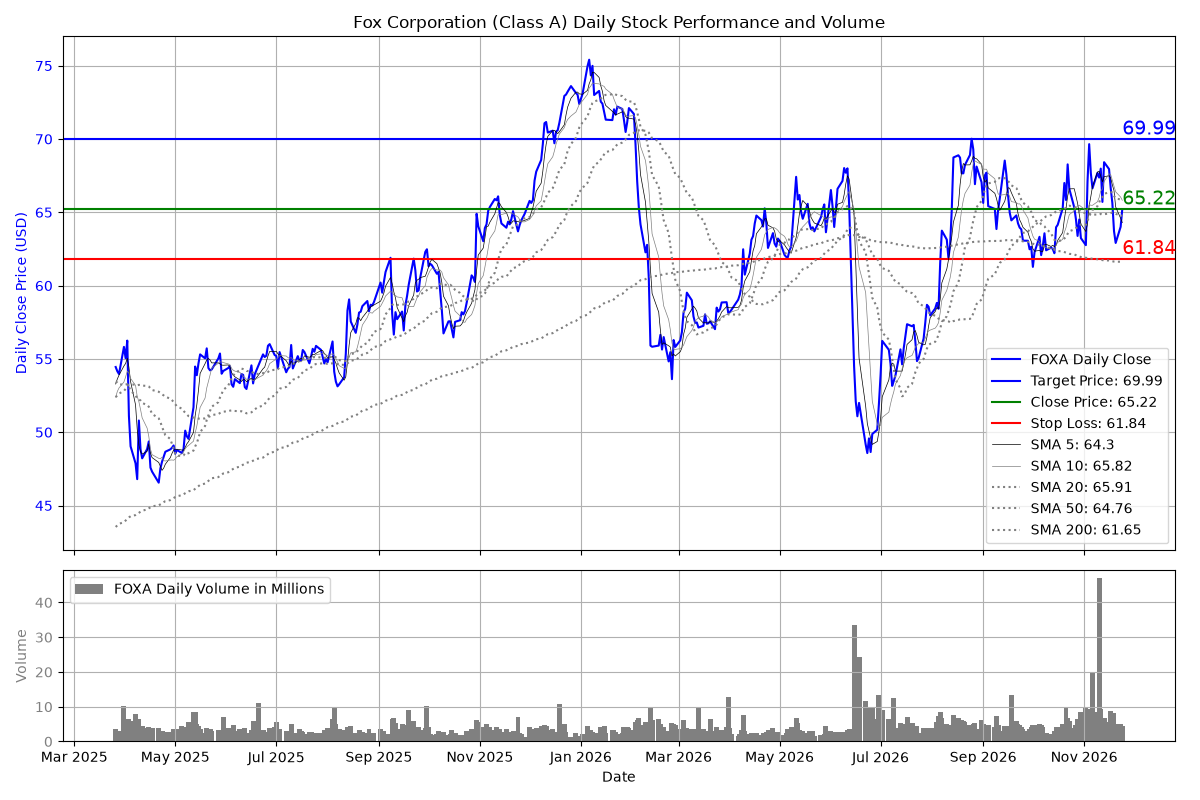 Fox Corporation (Class A) Daily Stock Performance and Volume
Daily Close Price (USD)
75
70
65
60
55
50
45
69.99
65.22
61.84
FOXA Daily Close
Target Price: 69.99
Close Price: 65.22
Stop Loss: 61.84
SMA 5: 64.3
SMA 10: 65.82
SMA 20: 65.91
SMA 50: 64.76
SMA 200: 61.65
FOXA Daily Volume in Millions
Volume
40
30
20
10
0
Mar 2025 May 2025 Jul 2025 Sep 2025 Nov 2025 Jan 2026 Mar 2026 May 2026 Jul 2026 Sep 2026 Nov 2026
Date